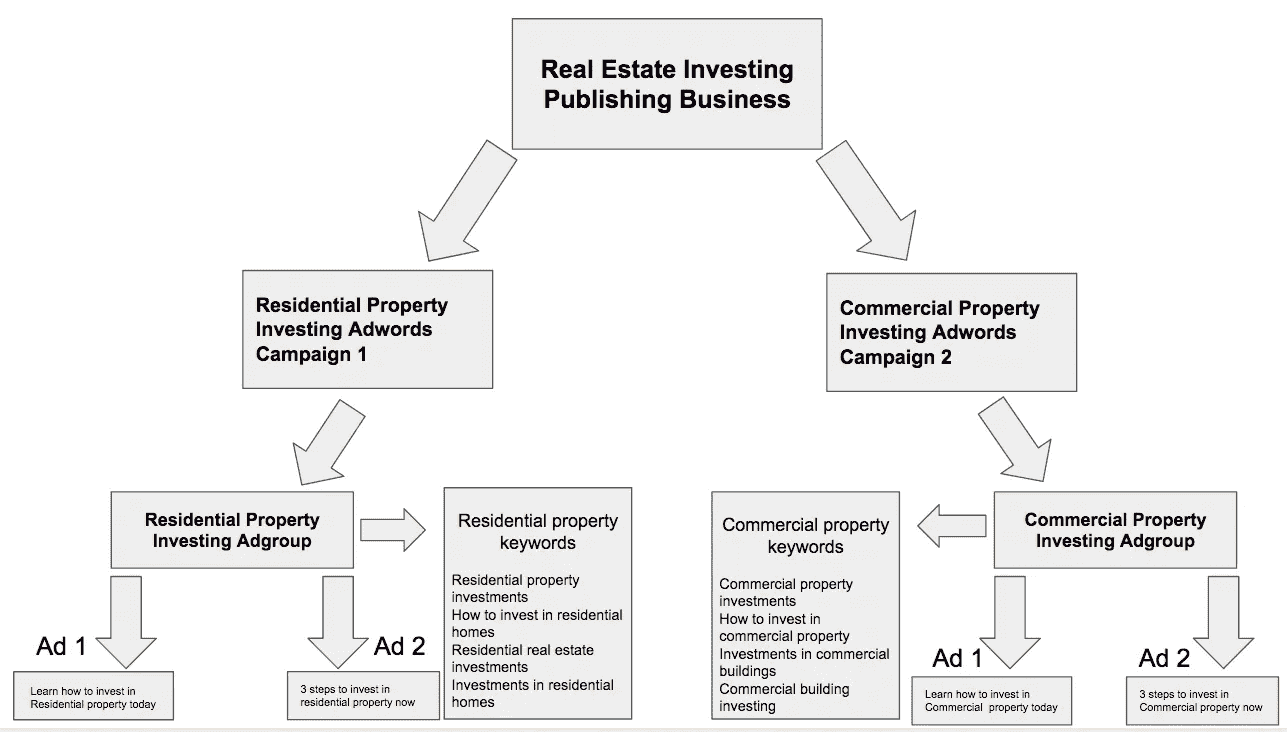 Real Estate Investing
Publishing Business
Residential Property
Investing Adwords
Campaign 1
Commercial Property
Investing Adwords
Campaign 2
Residential Property
Investing Adgroup
Residential property
keywords
Residential property
investments
How to invest in residential
homes
Residential real estate
investments
Investments in residential
homes
Commercial property
keywords
Commercial property
investments
How to invest in
commercial property
Investments in commercial
buildings
Commercial building
investing
Commercial Property
Investing Adgroup
Ad 1
Learn how to invest in
Residential property today
Ad 2
3 steps to invest in
residential property now
Ad 1
Learn how to invest in
Commercial  property today
Ad 2
3 steps to invest in
Commercial property now